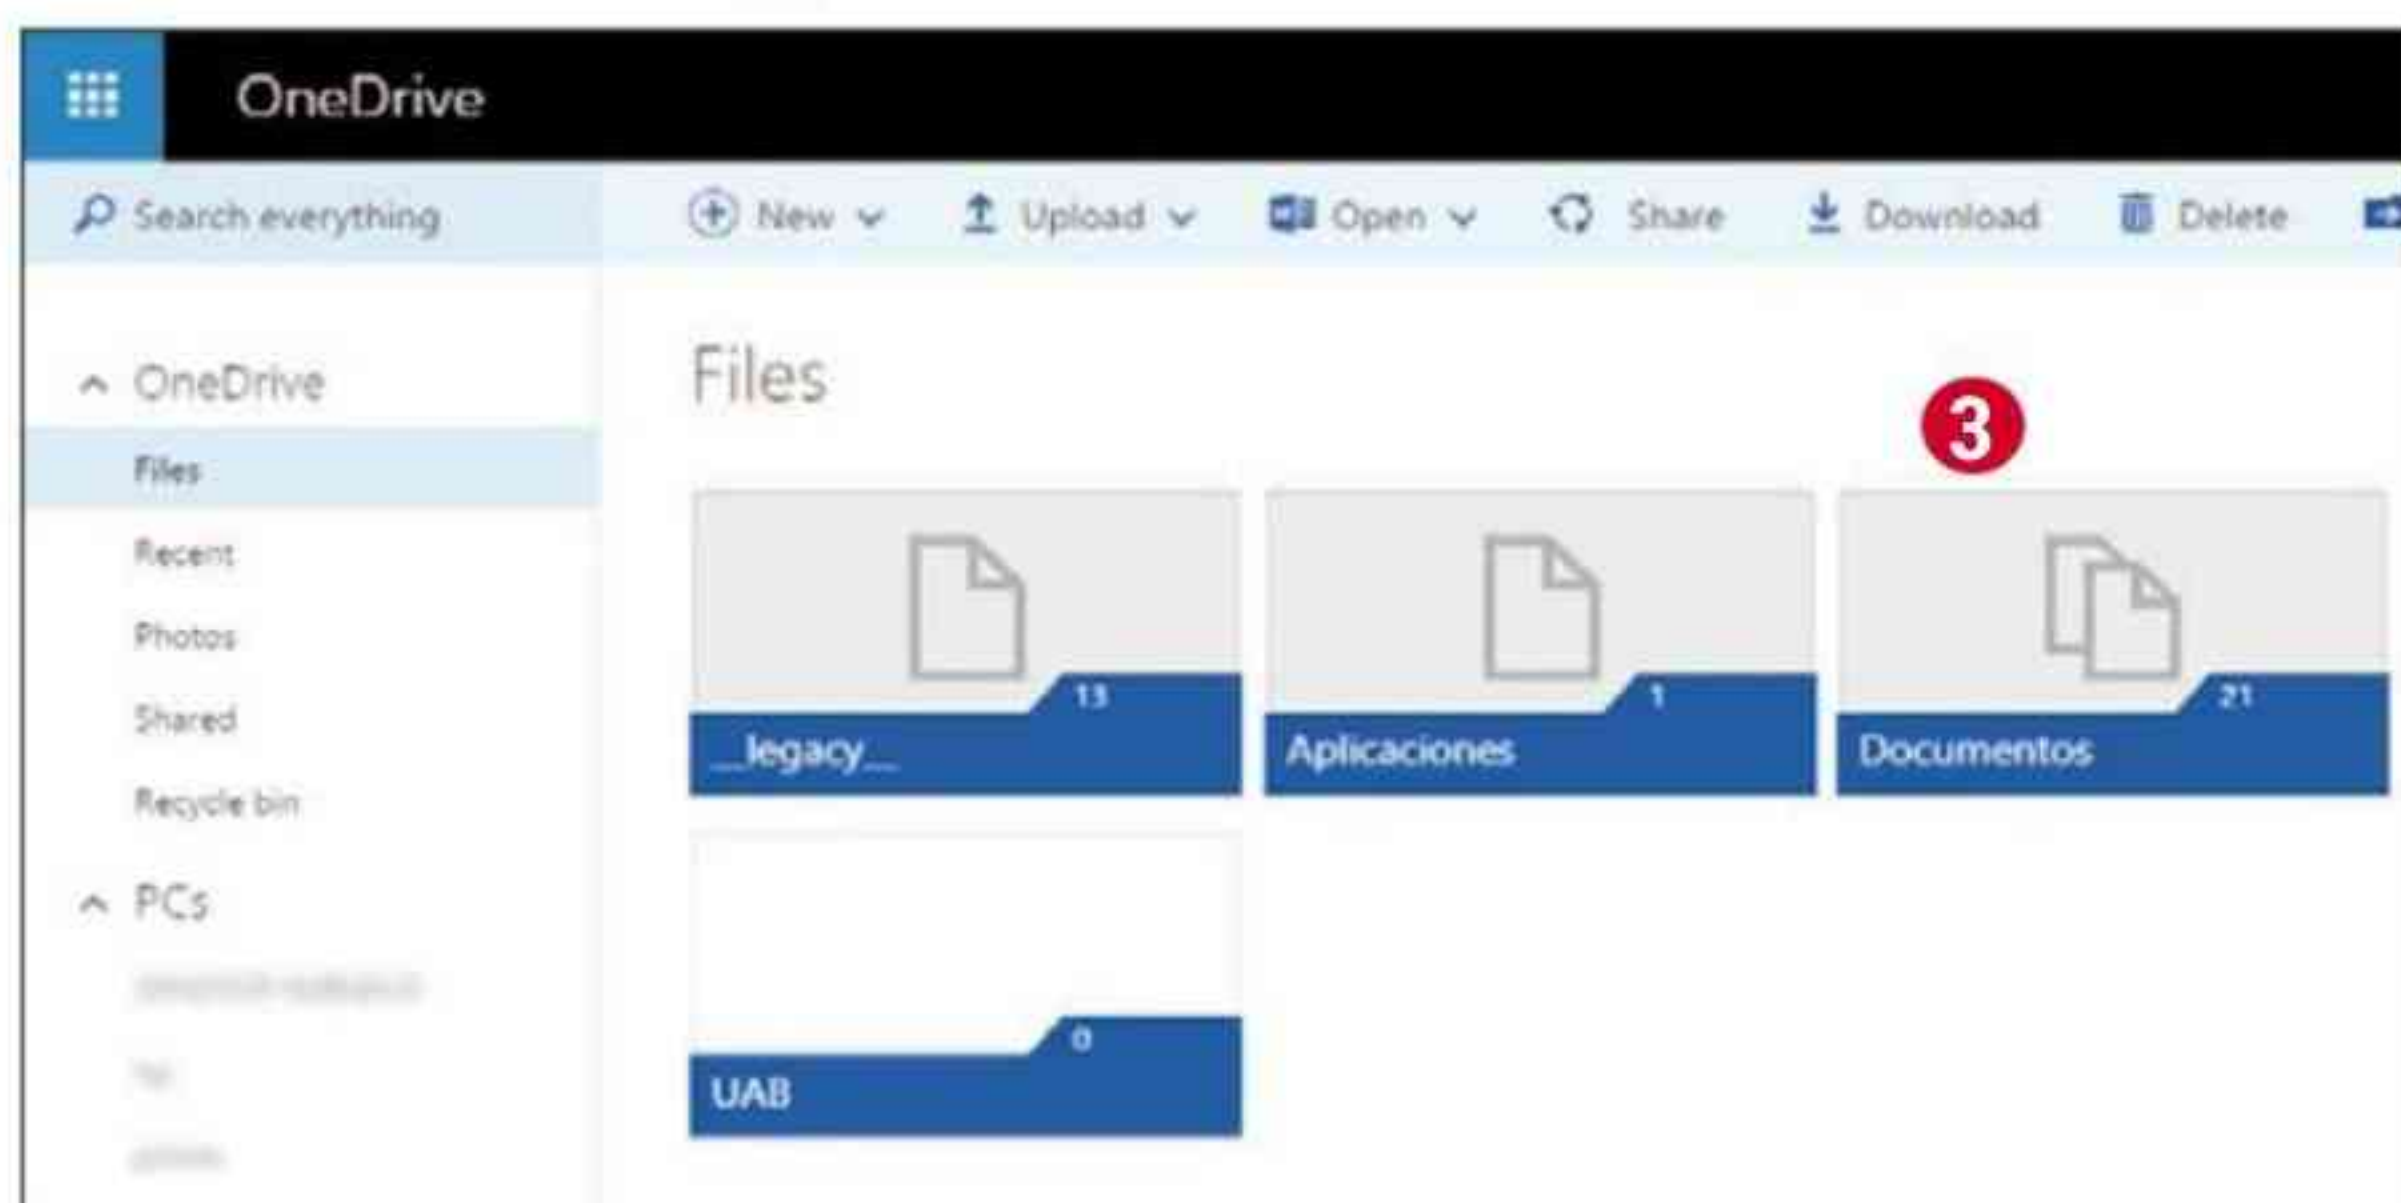 OneDrive
Search everything New Upload Open Share Download Delete
OneDrive
Files
Recent
Photos
Shared
Recycle bin
PCs
Files
3
13 1 21
__legacy__ Aplicaciones Documentos
0
UAB